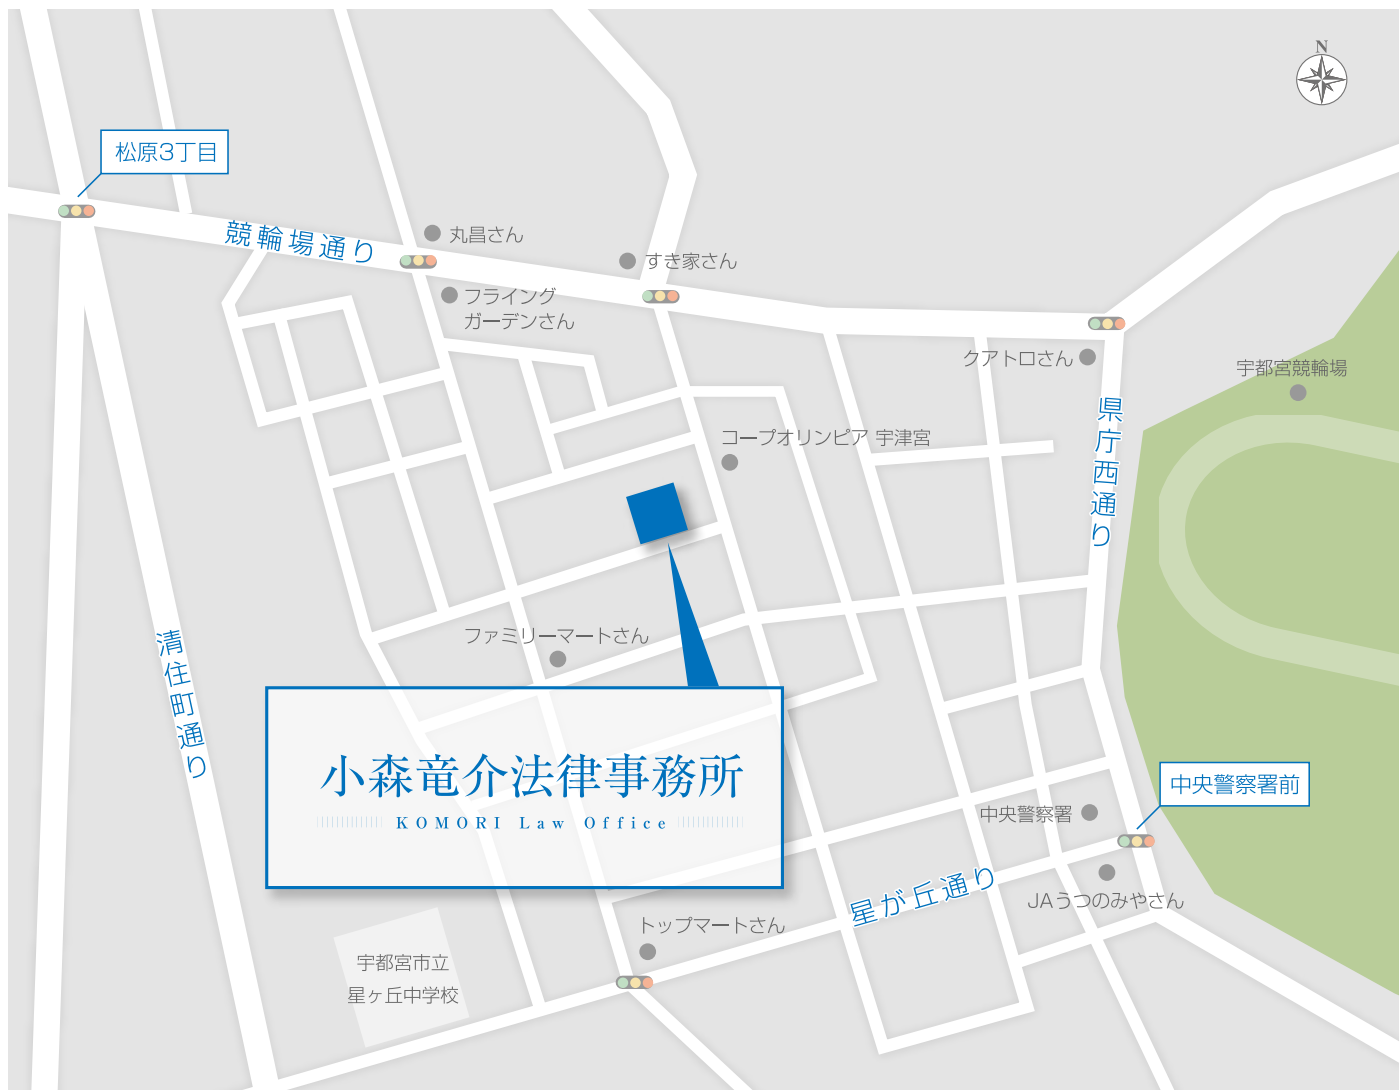 N
松原3丁目
競輪場通り
丸昌さん
すき家さん
フライング
ガーデンさん
クアトロさん
宇都宮競輪場
県庁西通り
コープオリンピア 宇津宮
清住町通り
ファミリーマートさん
小森竜介法律事務所
KOMORI Law Office
中央警察署前
中央警察署
星が丘通り
JAうつのみやさん
トップマートさん
宇都宮市立
星ヶ丘中学校